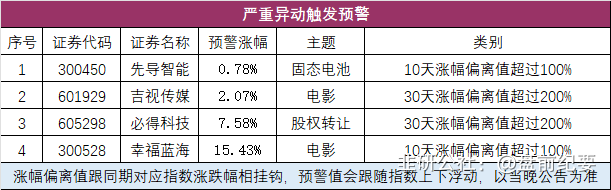 严重异动触发预警
序号 证券代码 证券名称 预警涨幅 主题 类别
1 300450 先导智能 0.78% 固态电池 10天涨幅偏离值超过100%
2 601929 吉视传媒 2.07% 电影 30天涨幅偏离值超过200%
3 605298 必得科技 7.58% 股权转让 30天涨幅偏离值超过200%
4 300528 幸福蓝海 15.43% 电影 10天涨幅偏离值超过100%
涨幅偏离值跟同期对应指数涨跌幅相挂钩，预警值会跟随指数上下浮动，以当晚公告为准